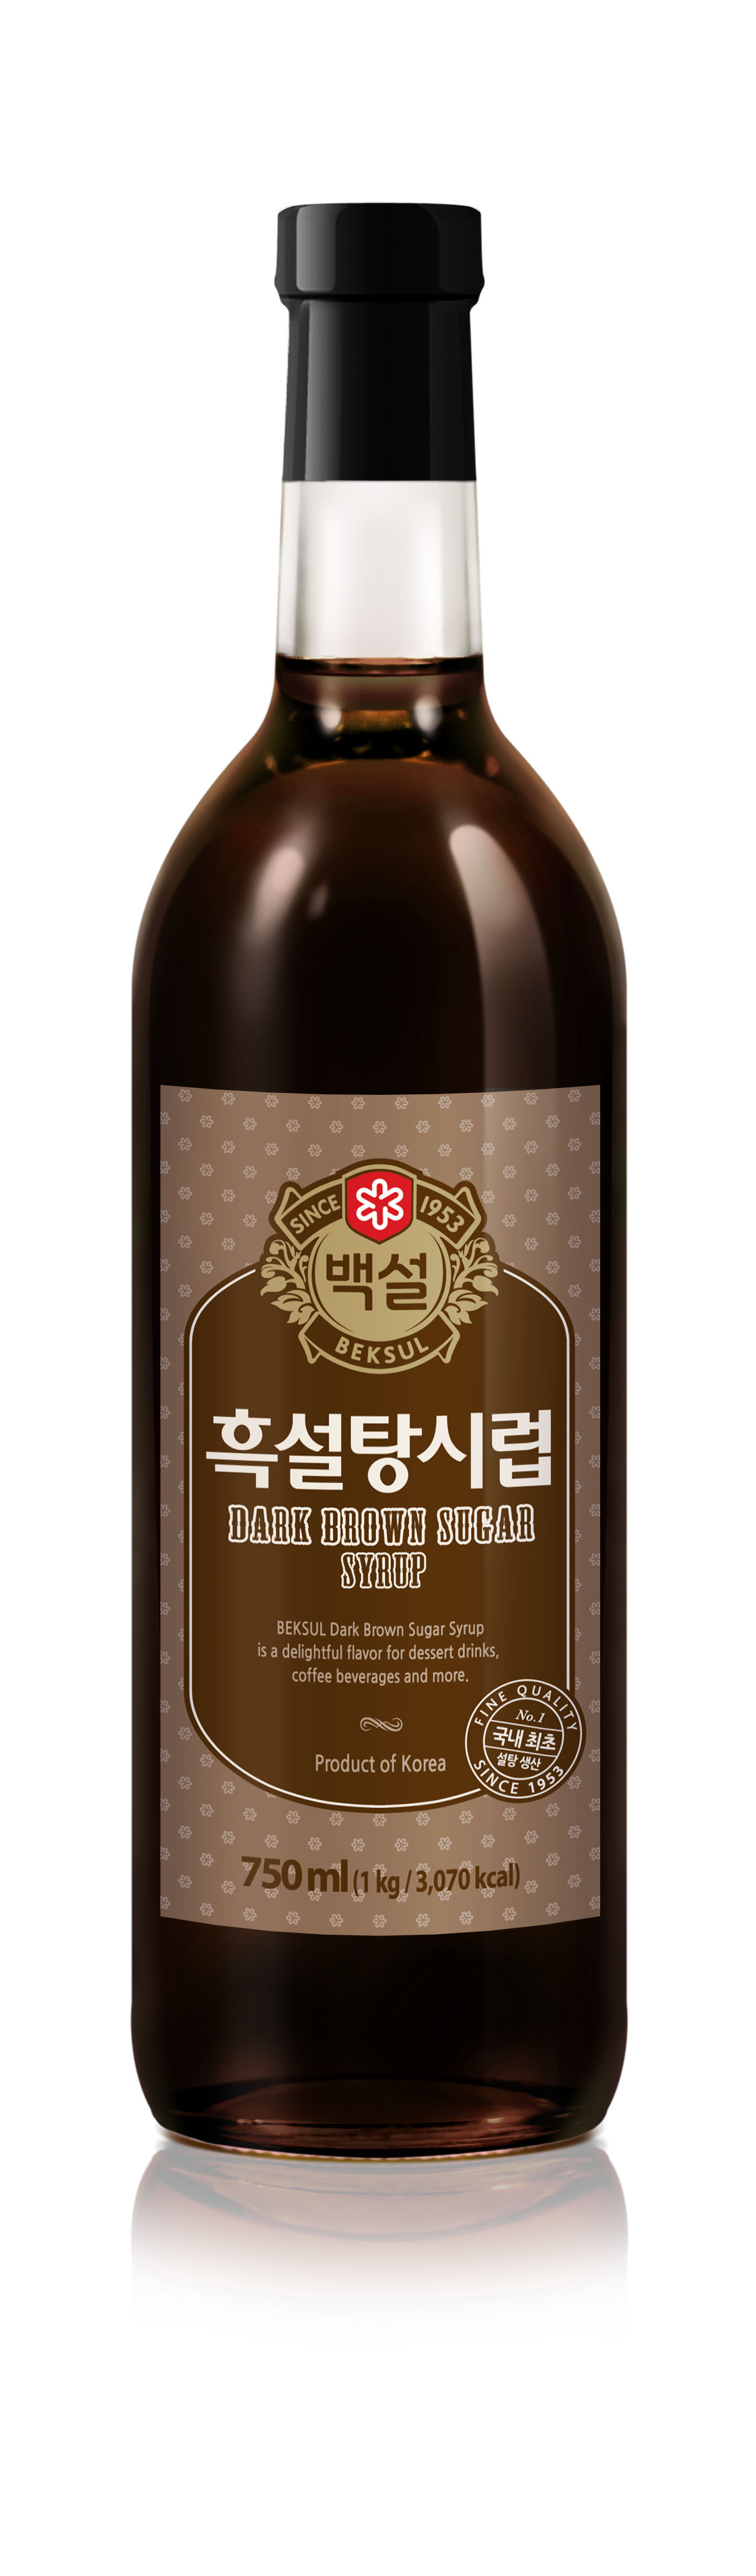 SINCE 1953
백설
BEKSUL
흑설탕시럽
DARK BROWN SUGAR
SYRUP
BEKSUL Dark Brown Sugar Syrup
is a delightful flavor for dessert drinks,
coffee beverages and more.
Product of Korea
FINE QUALITY
No.1
국내 최초
설탕 생산
SINCE 1953
750 ml (1 kg / 3,070 kcal)